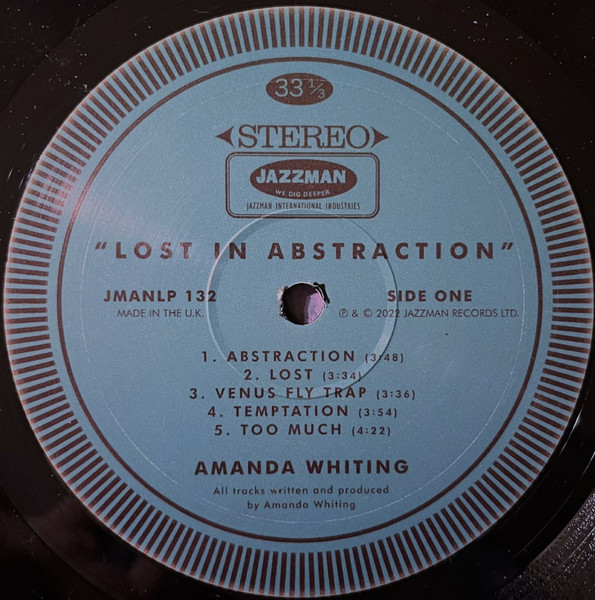 33 1/3
STEREO
JAZZMAN
WE DIG DEEPER
JAZZMAN INTERNATIONAL INDUSTRIES
"LOST IN ABSTRACTION"
JMANLP 132 SIDE ONE
MADE IN THE U.K. ℗ & © 2022 JAZZMAN RECORDS LTD.
1. ABSTRACTION (3:48)
2. LOST (3:34)
3. VENUS FLY TRAP (3:36)
4. TEMPTATION (3:54)
5. TOO MUCH (4:22)
AMANDA WHITING
All tracks written and produced
by Amanda Whiting